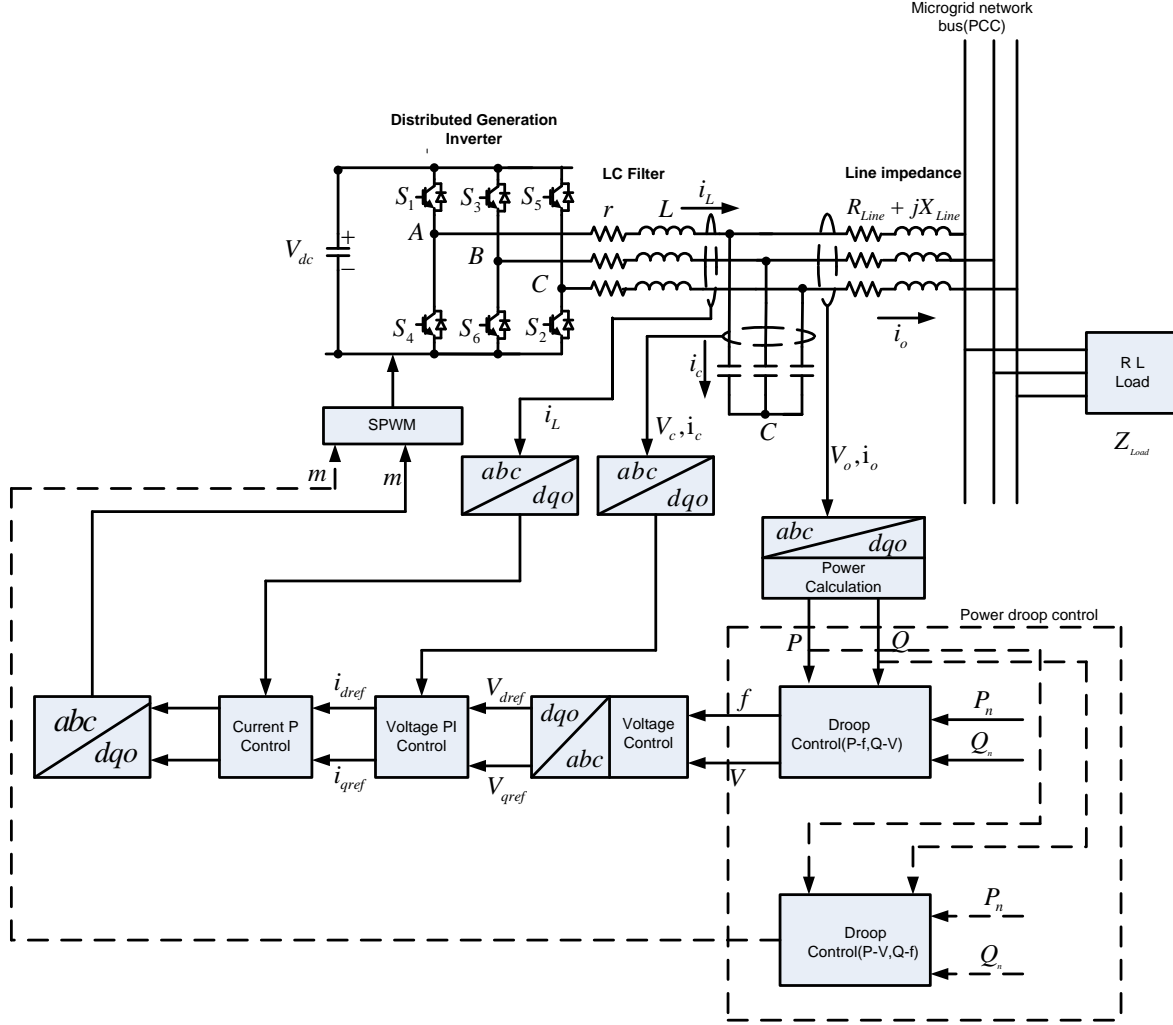 Microgrid network
bus(PCC)
Distributed Generation
Inverter
LC Filter
Line impedance
S1
S3
S5
r
L
iL
RLine + jXLine
A
Vdc
+
−
B
C
S4
S6
S2
io
ic
R L
Load
SPWM
iL
Vc,ic
C
Vo,io
ZLoad
m
m
abc
dqo
abc
dqo
abc
dqo
Power
Calculation
Power droop control
P
Q
idref
Vdref
f
Pn
abc
dqo
Current P
Control
Voltage PI
Control
dqo
abc
Voltage
Control
Droop
Control(P-f,Q-V)
Qn
iqref
Vqref
V
Pn
Droop
Control(P-V,Q-f)
Qn